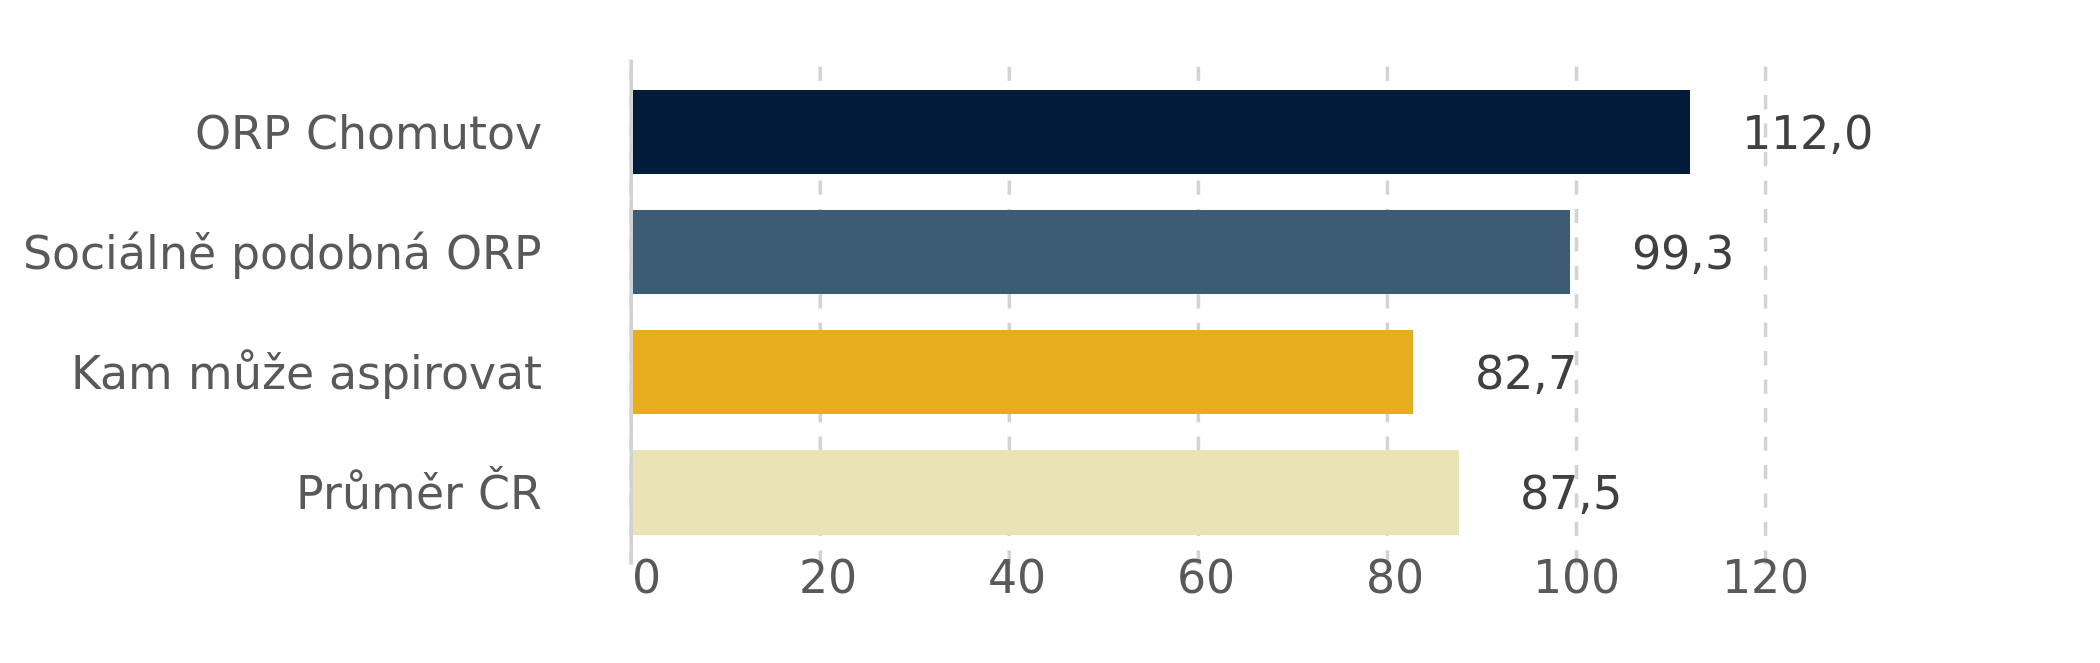 ORP Chomutov 112,0
Sociálně podobná ORP 99,3
Kam může aspirovat 82,7
Průměr ČR 87,5
0 20 40 60 80 100 120